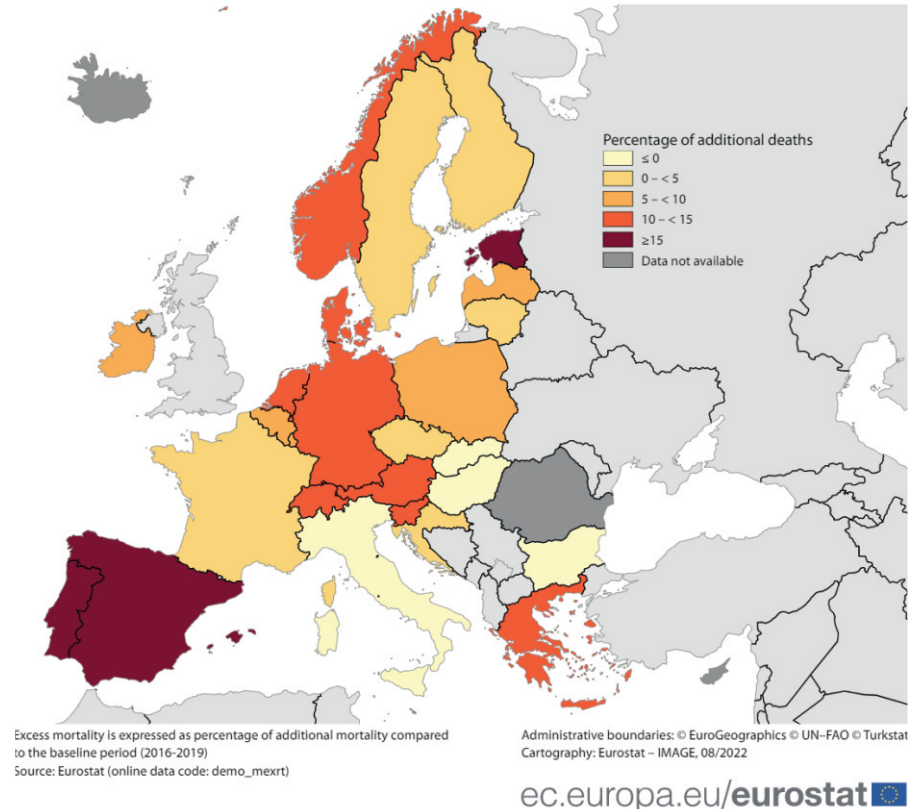 Percentage of additional deaths
≤ 0
0 – < 5
5 – < 10
10 – < 15
≥15
Data not available
Excess mortality is expressed as percentage of additional mortality compared
to the baseline period (2016-2019)
Source: Eurostat (online data code: demo_mexrt)
Administrative boundaries: © EuroGeographics © UN–FAO © Turkstat
Cartography: Eurostat – IMAGE, 08/2022
ec.europa.eu/eurostat